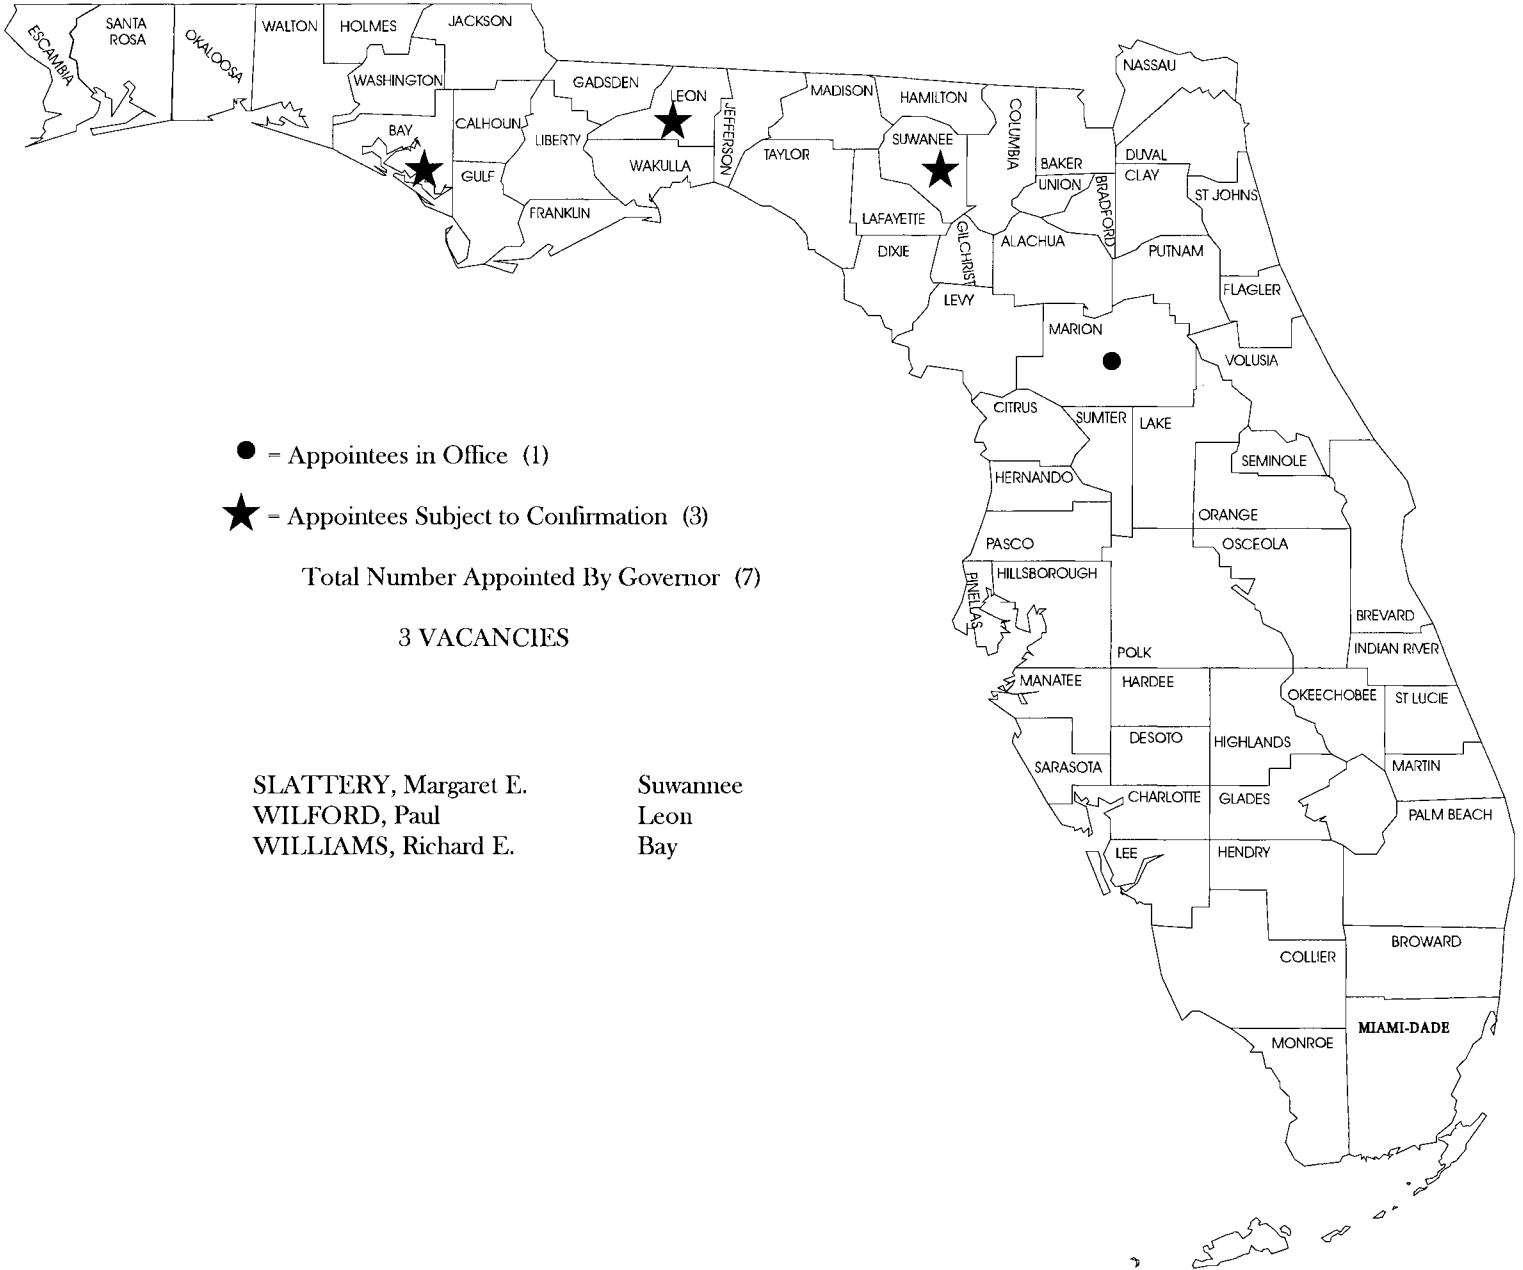 ESCAMBIA
SANTA
ROSA
OKALOOSA
WALTON
HOLMES
JACKSON
WASHINGTON
BAY
CALHOUN
GULF
LIBERTY
GADSDEN
LEON
JEFFERSON
WAKULLA
FRANKLIN
MADISON
TAYLOR
HAMILTON
SUWANEE
LAFAYETTE
DIXIE
COLUMBIA
GILCHRIST
BAKER
UNION
BRADFORD
ALACHUA
LEVY
NASSAU
DUVAL
CLAY
ST JOHNS
PUTNAM
FLAGLER
MARION
VOLUSIA
CITRUS
SUMTER
LAKE
SEMINOLE
HERNANDO
ORANGE
PASCO
OSCEOLA
PINELLAS
HILLSBOROUGH
BREVARD
POLK
INDIAN RIVER
MANATEE
HARDEE
OKEECHOBEE
ST LUCIE
DESOTO
HIGHLANDS
SARASOTA
MARTIN
CHARLOTTE
GLADES
PALM BEACH
LEE
HENDRY
BROWARD
COLLIER
MIAMI-DADE
MONROE
= Appointees in Office (1)
= Appointees Subject to Confirmation (3)
Total Number Appointed By Governor (7)
3 VACANCIES
SLATTERY, Margaret E. Suwannee
WILFORD, Paul Leon
WILLIAMS, Richard E. Bay